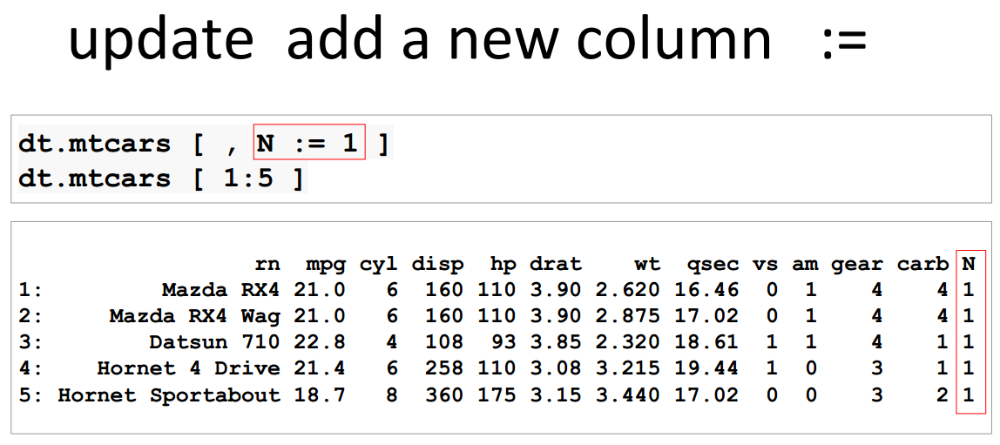 update  add a new column   :=
dt.mtcars [ , N := 1 ]
dt.mtcars [ 1:5 ]
                  rn  mpg cyl disp  hp drat    wt  qsec vs am gear carb N
1:         Mazda RX4 21.0   6  160 110 3.90 2.620 16.46  0  1    4    4 1
2:     Mazda RX4 Wag 21.0   6  160 110 3.90 2.875 17.02  0  1    4    4 1
3:        Datsun 710 22.8   4  108  93 3.85 2.320 18.61  1  1    4    1 1
4:    Hornet 4 Drive 21.4   6  258 110 3.08 3.215 19.44  1  0    3    1 1
5: Hornet Sportabout 18.7   8  360 175 3.15 3.440 17.02  0  0    3    2 1